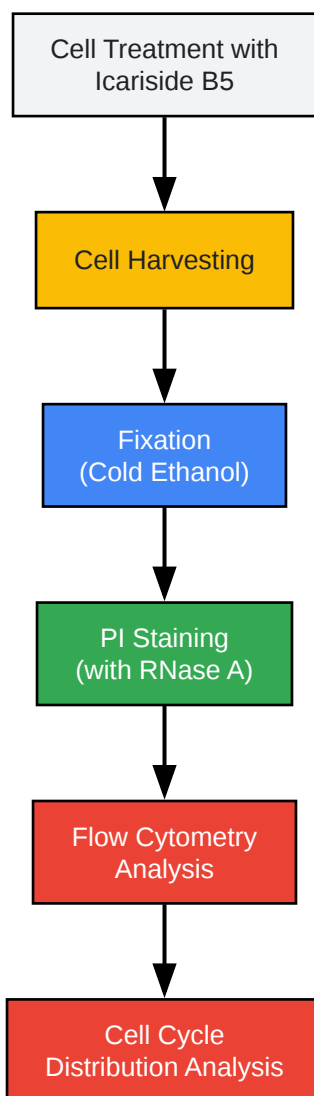 Cell Treatment with
Icariside B5
Cell Harvesting
Fixation
(Cold Ethanol)
PI Staining
(with RNase A)
Flow Cytometry
Analysis
Cell Cycle
Distribution Analysis